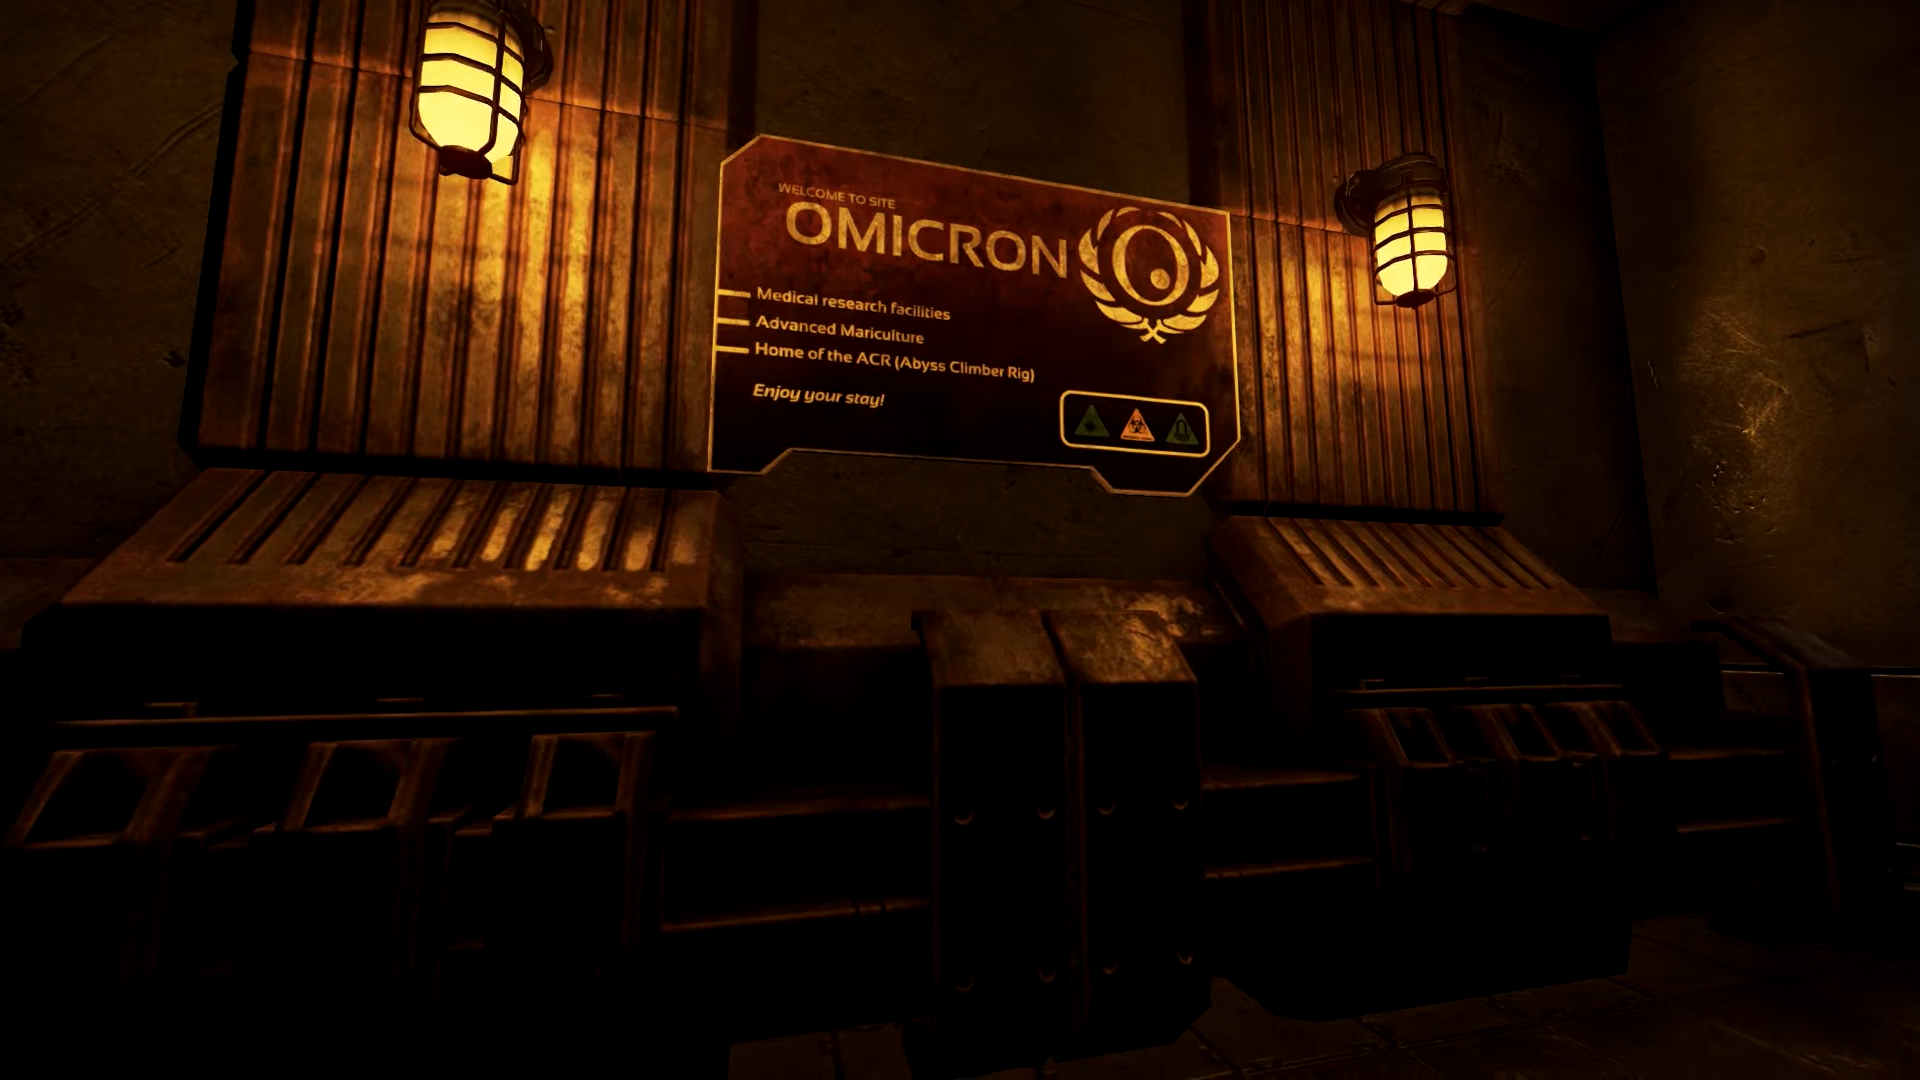 WELCOME TO SITE
OMICRON
Medical research facilities
Advanced Mariculture
Home of the ACR (Abyss Climber Rig)
Enjoy your stay!